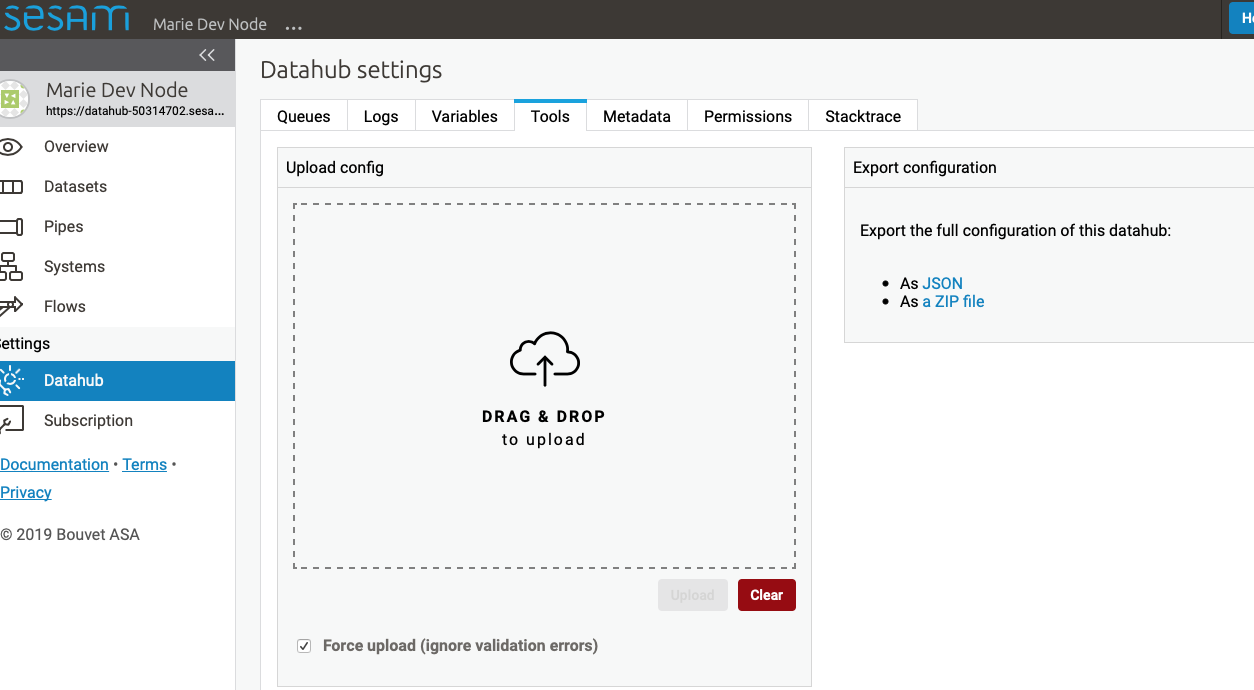 sesam Marie Dev Node ...
Marie Dev Node
https://datahub-50314702.sesa...
Overview
Datasets
Pipes
Systems
Flows
ettings
Datahub
Subscription
Documentation • Terms •
Privacy
© 2019 Bouvet ASA
Datahub settings
Queues Logs Variables Tools Metadata Permissions Stacktrace
Upload config
DRAG & DROP
to upload
Upload Clear
Force upload (ignore validation errors)
Export configuration
Export the full configuration of this datahub:
• As JSON
• As a ZIP file